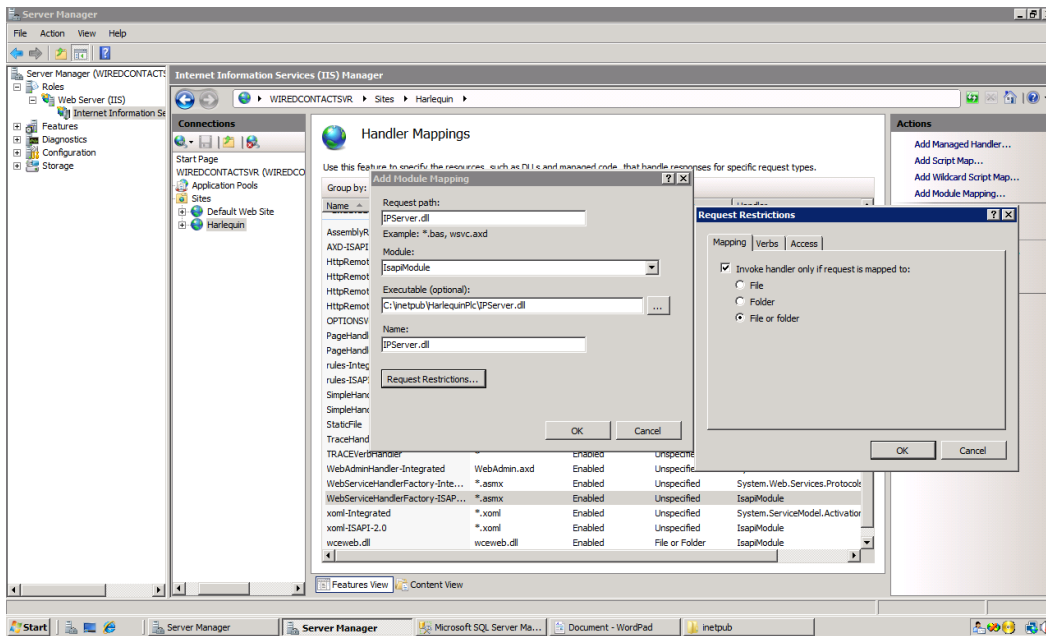 Server Manager
File Action View Help
Server Manager (WIREDCONTACTS
Roles
Web Server (IIS)
Internet Information Se
Features
Diagnostics
Configuration
Storage
Internet Information Services (IIS) Manager
WIREDCONTACTSVR Sites Harlequin
Connections
Start Page
WIREDCONTACTSVR (WIREDCO
Application Pools
Sites
Default Web Site
Harlequin
Handler Mappings
Use this feature to specify the resources, such as DLLs and managed code, that handle responses for specific request types.
Group by:
Name
AssemblyR
AXD-ISAPI
HttpRemot
HttpRemot
HttpRemot
HttpRemot
OPTIONSV
PageHandl
PageHandl
rules-Integ
rules-ISAPI
SimpleHand
SimpleHand
StaticFile
TraceHand
TRACEVerbHandler * Enabled Unspecifie
WebAdminHandler-Integrated WebAdmin.axd Enabled Unspecifie
WebServiceHandlerFactory-Inte... *.asmx Enabled Unspecified System.Web.Services.Protocols
WebServiceHandlerFactory-ISAP... *.asmx Enabled Unspecified IsapiModule
xoml-Integrated *.xoml Enabled Unspecified System.ServiceModel.Activation
xoml-ISAPI-2.0 *.xoml Enabled Unspecified IsapiModule
wceweb.dll wceweb.dll Enabled File or Folder IsapiModule
Features View Content View
Add Module Mapping
Request path:
IPServer.dll
Example: *.bas, wsvc.axd
Module:
IsapiModule
Executable (optional):
C:\inetpub\HarlequinPlc\IPServer.dll
...
Name:
IPServer.dll
Request Restrictions...
OK Cancel
Request Restrictions
Mapping Verbs Access
Invoke handler only if request is mapped to:
File
Folder
File or folder
OK Cancel
Actions
Add Managed Handler...
Add Script Map...
Add Wildcard Script Map...
Add Module Mapping...
Start Server Manager Server Manager Microsoft SQL Server Ma... Document - WordPad inetpub